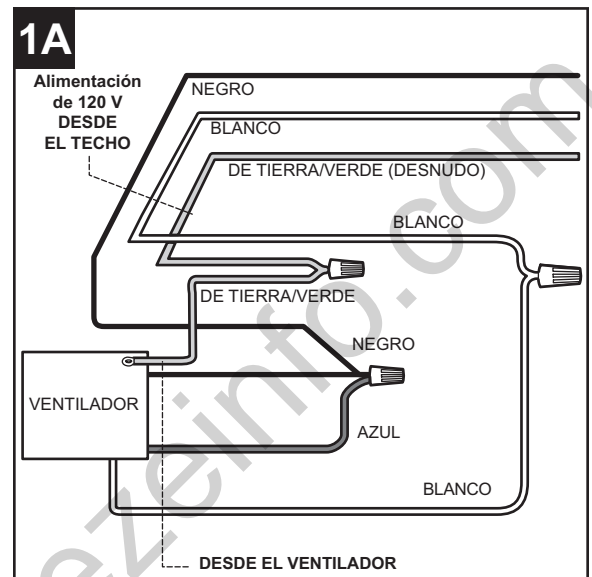 1A
Alimentación
de 120 V
DESDE
EL TECHO
NEGRO
BLANCO
DE TIERRA/VERDE (DESNUDO)
BLANCO
DE TIERRA/VERDE
NEGRO
VENTILADOR
AZUL
BLANCO
DESDE EL VENTILADOR
ezeinfo.com